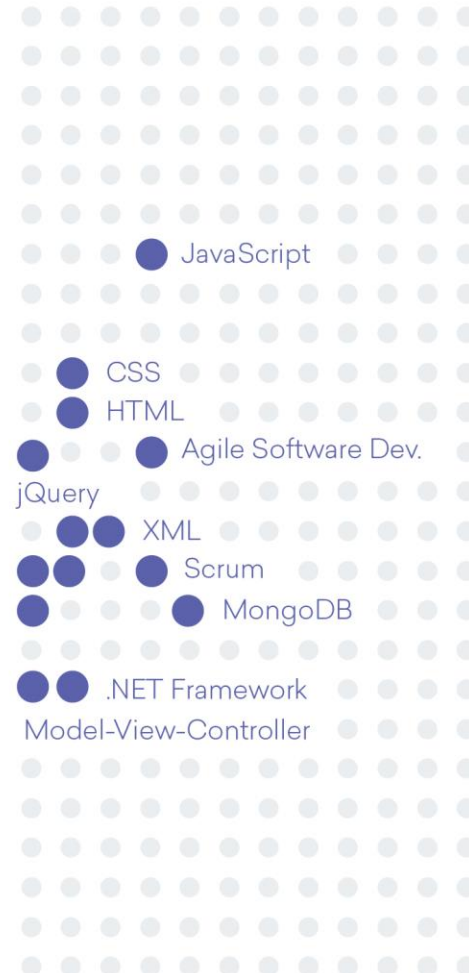 JavaScript
CSS
HTML
Agile Software Dev.
jQuery
XML
Scrum
MongoDB
.NET Framework
Model-View-Controller